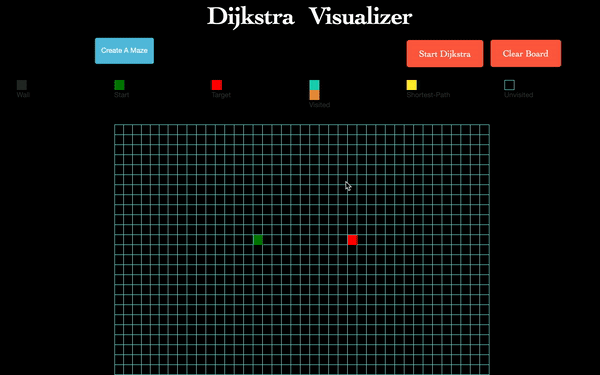 Dijkstra Visualizer
Create A Maze
Start Dijkstra
Clear Board
Wall
Start
Target
Visited
Shortest-Path
Unvisited